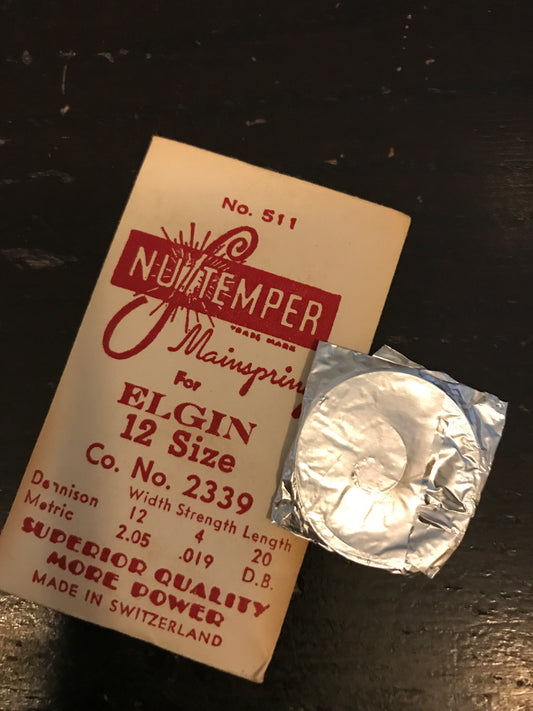 No. 511
NU-TEMPER
TRADE MARK
Mainspring
For
ELGIN
12 Size
Co. No. 2339
Width Strength Length
Dennison 12 4 20
Metric 2.05 .019 D.B.
SUPERIOR QUALITY
MORE POWER
MADE IN SWITZERLAND